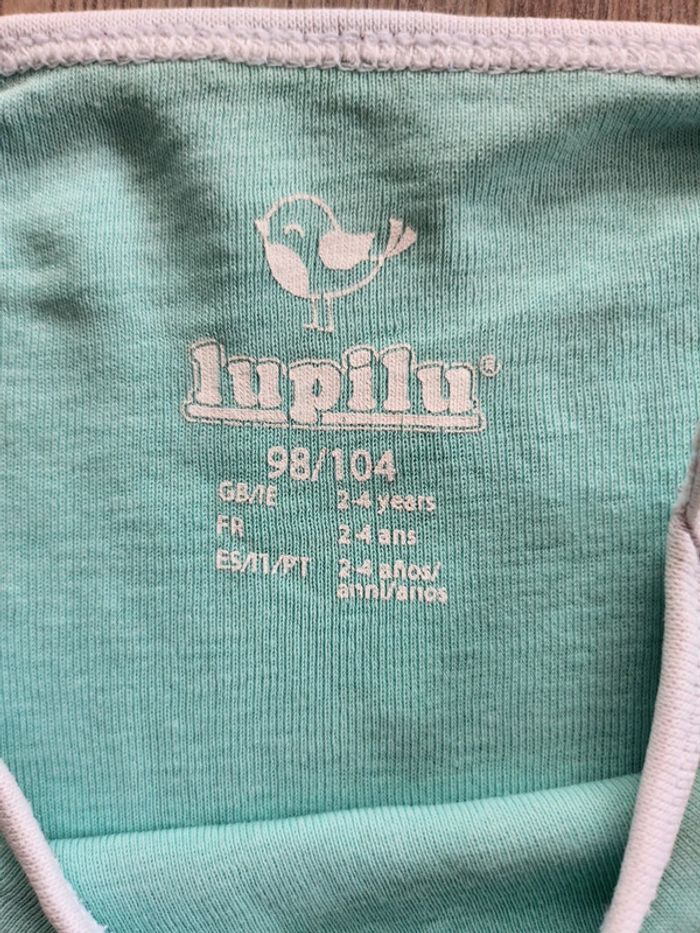 lupilu®
98/104
GB/IE 2-4 years
FR 2-4 ans
ES/IT/PT 2-4 años/
anni/anos